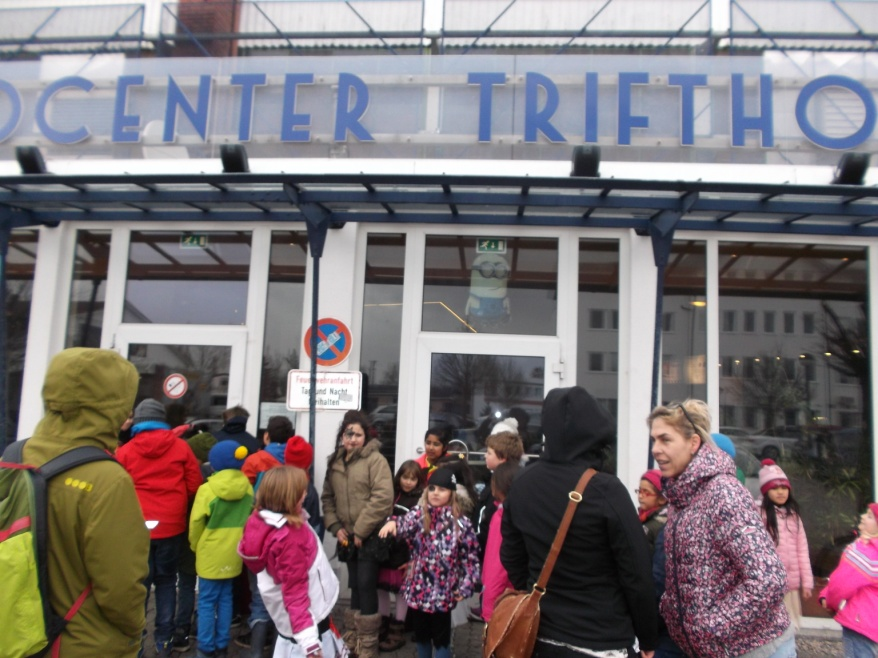 OCENTER TRIFTHO
Feuerwehranfahrt
Tag und Nacht
freihalten